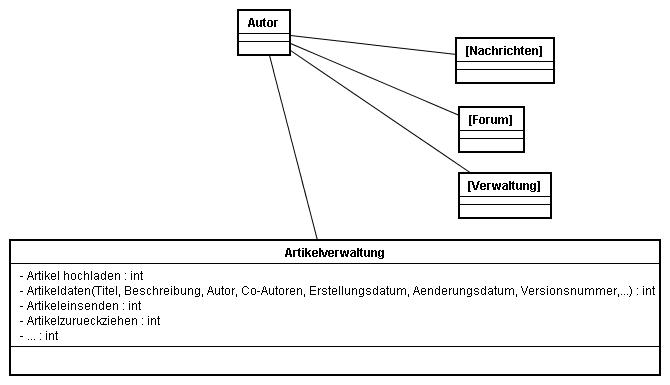 Autor
[Nachrichten]
[Forum]
[Verwaltung]
Artikelverwaltung
- Artikel hochladen : int
- Artikeldaten(Titel, Beschreibung, Autor, Co-Autoren, Erstellungsdatum, Aenderungsdatum, Versionsnummer,...) : int
- Artikeleinsenden : int
- Artikelzurueckziehen : int
- ... : int